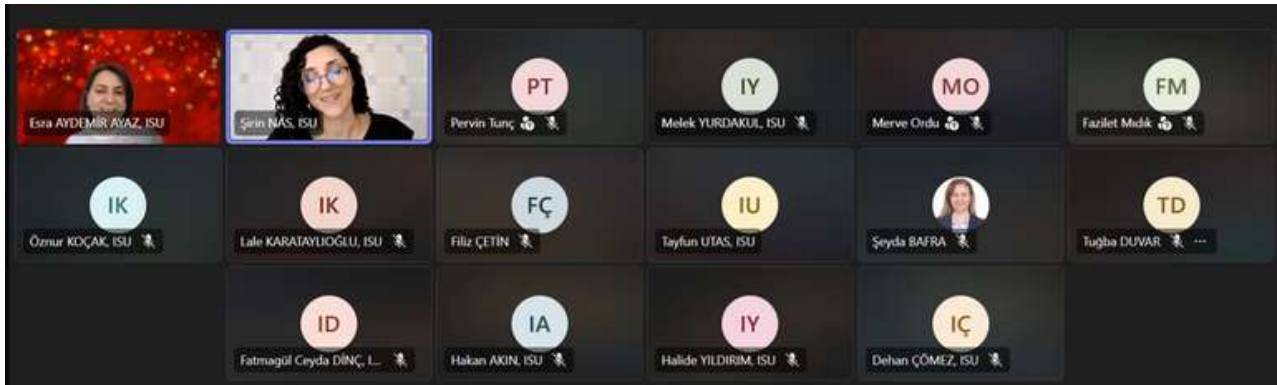 Esra AYDEMİR AYAZ, ISU
Şirin NAS, ISU
PT
Pervin Tunç
IY
Melek YURDAKUL, ISU
MO
Merve Ordu
FM
Fazilet Mıdık
IK
Öznur KOÇAK, ISU
IK
Lale KARATAYLIOĞLU, ISU
FÇ
Filiz ÇETİN
IU
Tayfun UTAS, ISU
Şeyda BAFRA
TD
Tuğba DUVAR
ID
Fatmagül Ceyda DİNÇ, I...
IA
Hakan AKIN, ISU
IY
Halide YILDIRIM, ISU
IÇ
Dehan ÇÖMEZ, ISU